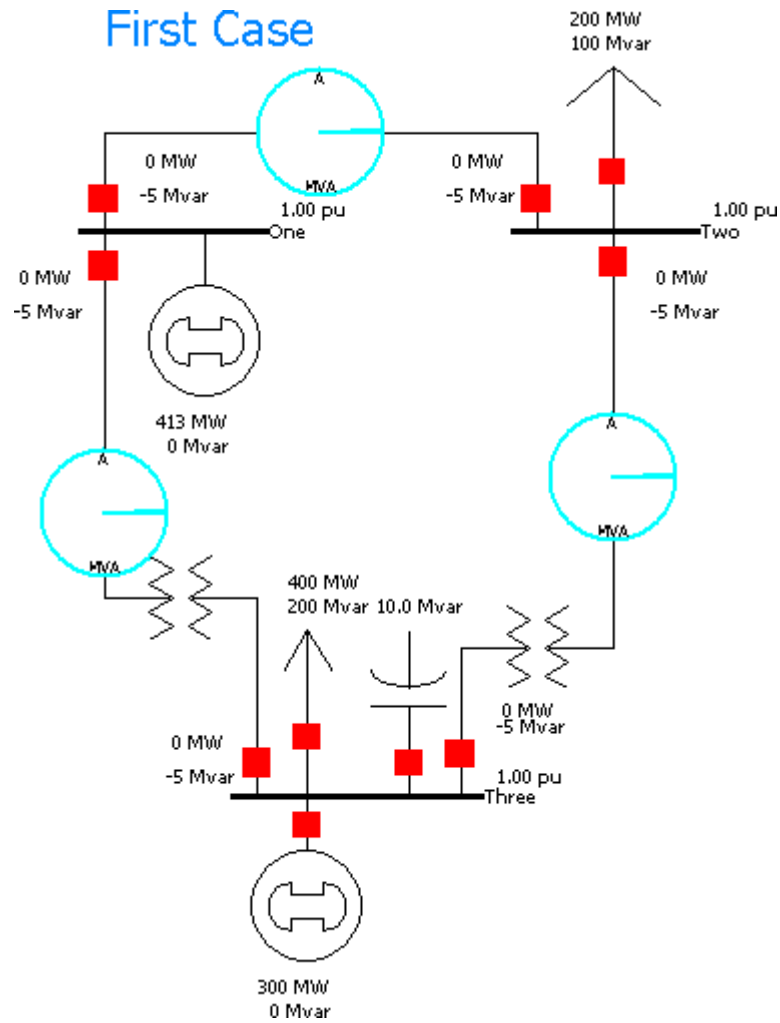 First Case
200 MW
100 Mvar
A
0 MW
-5 Mvar
MVA
0 MW
-5 Mvar
1.00 pu
One
1.00 pu
Two
0 MW
-5 Mvar
0 MW
-5 Mvar
413 MW
0 Mvar
A
MVA
A
MVA
400 MW
200 Mvar
10.0 Mvar
0 MW
-5 Mvar
0 MW
-5 Mvar
1.00 pu
Three
300 MW
0 Mvar